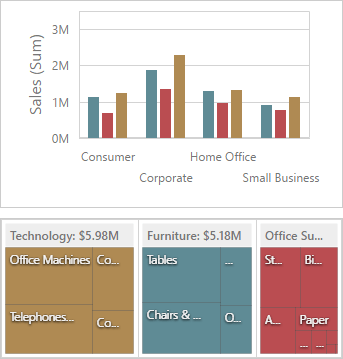 Sales (Sum)
3M
2M
1M
0M
Consumer
Home Office
Corporate
Small Business
Technology: $5.98M
Furniture: $5.18M
Office Su...
Office Machines
Co...
Telephones...
Co...
Tables
...
Chairs & ...
O...
St...
Bi...
A...
Paper
...
...